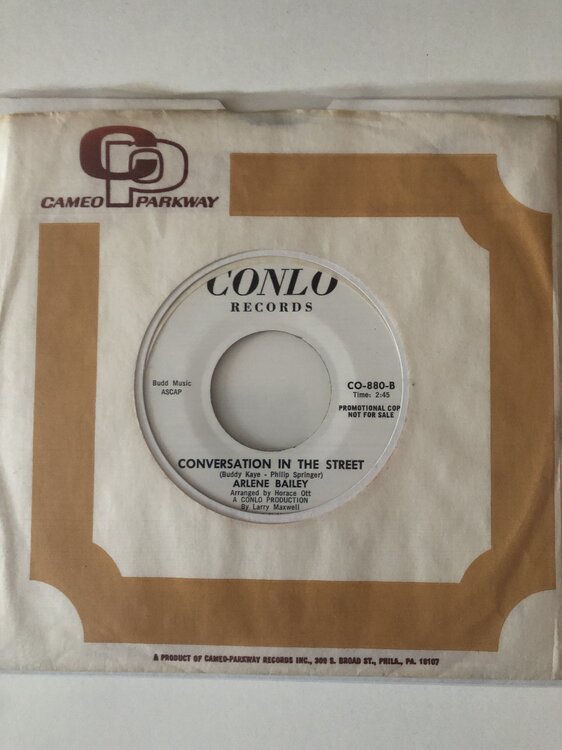 CP
CAMEO PARKWAY
CONLO
RECORDS
Budd Music
ASCAP
CO-880-B
Time: 2:45
PROMOTIONAL COP
NOT FOR SALE
CONVERSATION IN THE STREET
(Buddy Kaye - Philip Springer)
ARLENE BAILEY
Arranged by Horace Ott
A CONLO PRODUCTION
By Larry Maxwell
A PRODUCT OF CAMEO-PARKWAY RECORDS INC., 309 S. BROAD ST., PHILA., PA. 19107